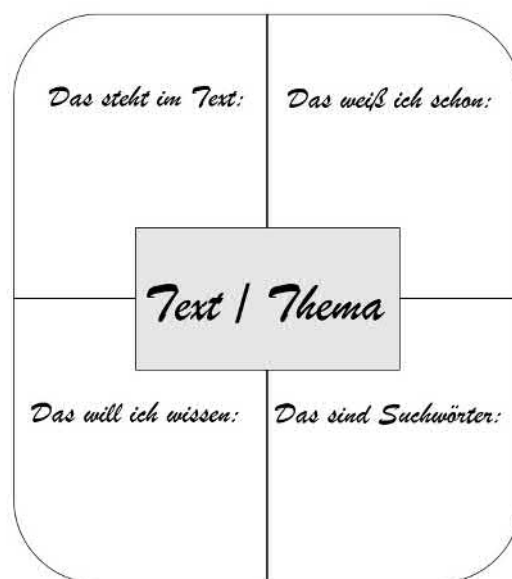 Das steht im Text:
Das weiß ich schon:
Text / Thema
Das will ich wissen:
Das sind Suchwörter: